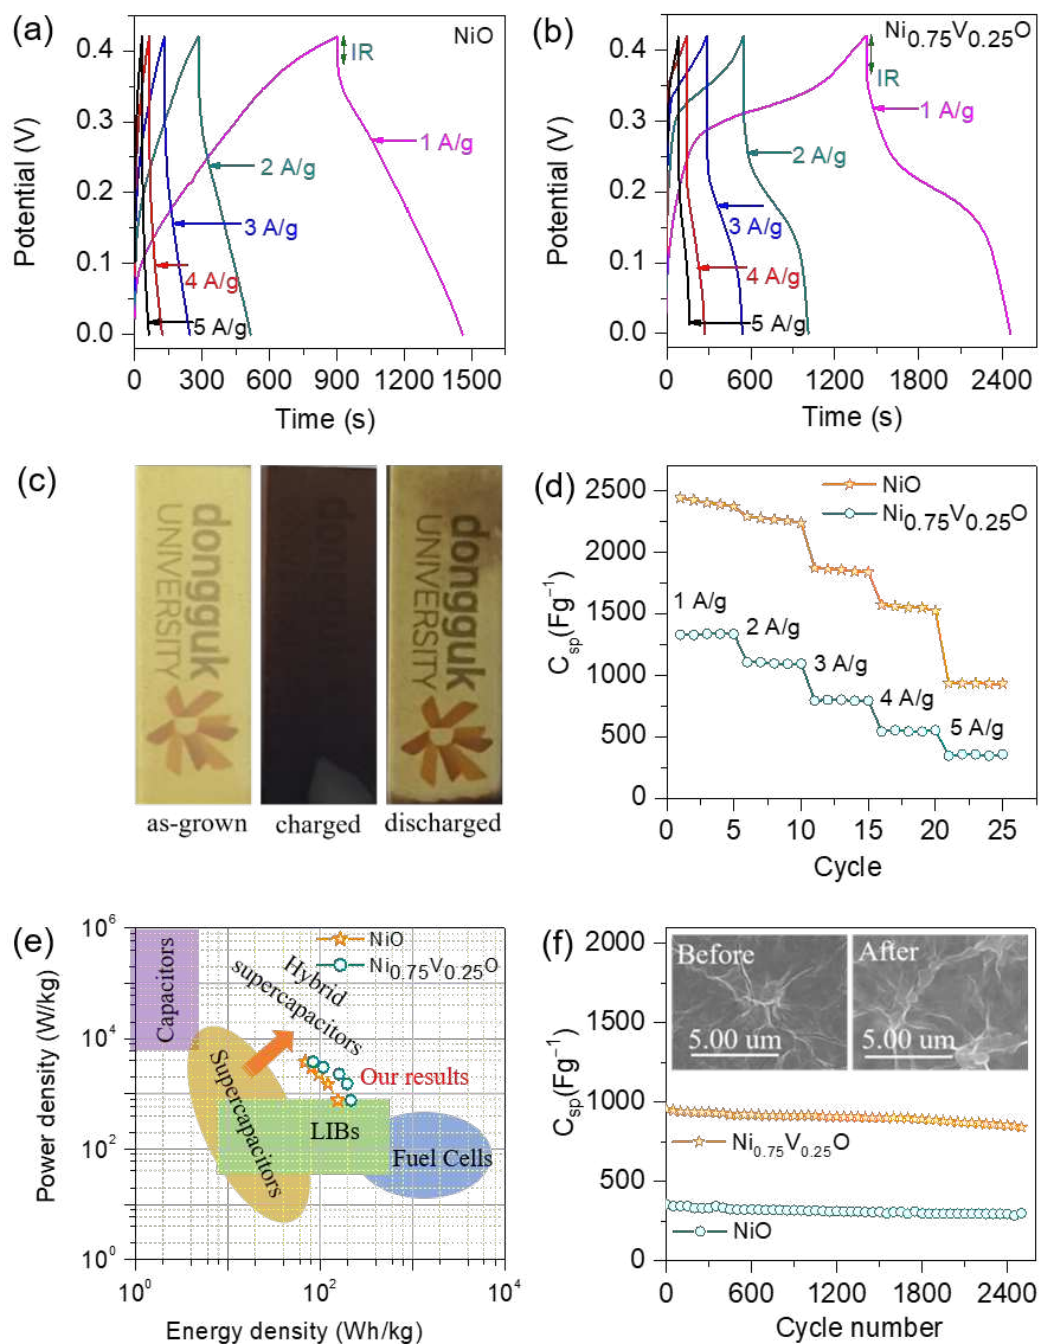 (a)
NiO
IR
1 A/g
2 A/g
3 A/g
4 A/g
5 A/g
0.4
0.3
0.2
0.1
0.0
Potential (V)
0 300 600 900 1200 1500
Time (s)
(b)
Ni0.75V0.25O
IR
1 A/g
2 A/g
3 A/g
4 A/g
5 A/g
0.4
0.3
0.2
0.1
0.0
Potential (V)
0 600 1200 1800 2400
Time (s)
(c)
dongguk
UNIVERSITY
dongguk
UNIVERSITY
as-grown charged discharged
(d)
NiO
Ni0.75V0.25O
1 A/g
2 A/g
3 A/g
4 A/g
5 A/g
2500
2000
1500
1000
500
0
Csp(Fg−1)
0 5 10 15 20 25
Cycle
(e)
NiO
Ni0.75V0.25O
Capacitors
Hybrid
supercapacitors
Supercapacitors
Our results
LIBs
Fuel Cells
10^6
10^4
10^2
10^0
Power density (W/kg)
10^0 10^2 10^4
Energy density (Wh/kg)
(f)
Before
5.00 um
After
5.00 um
Ni0.75V0.25O
NiO
2000
1500
1000
500
0
Csp(Fg−1)
0 600 1200 1800 2400
Cycle number